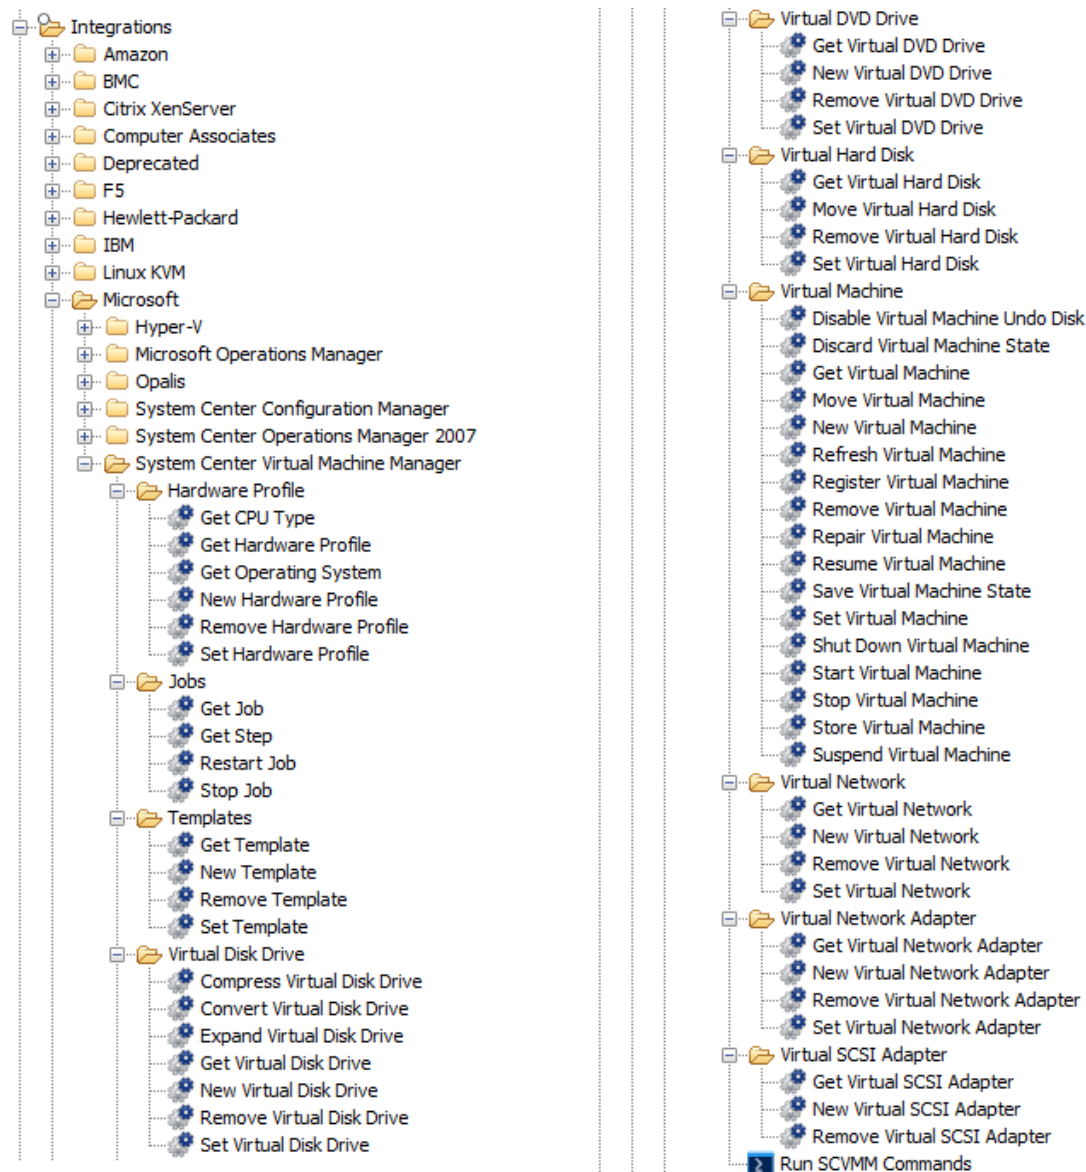 Integrations
Amazon
BMC
Citrix XenServer
Computer Associates
Deprecated
F5
Hewlett-Packard
IBM
Linux KVM
Microsoft
Hyper-V
Microsoft Operations Manager
Opalis
System Center Configuration Manager
System Center Operations Manager 2007
System Center Virtual Machine Manager
Hardware Profile
Get CPU Type
Get Hardware Profile
Get Operating System
New Hardware Profile
Remove Hardware Profile
Set Hardware Profile
Jobs
Get Job
Get Step
Restart Job
Stop Job
Templates
Get Template
New Template
Remove Template
Set Template
Virtual Disk Drive
Compress Virtual Disk Drive
Convert Virtual Disk Drive
Expand Virtual Disk Drive
Get Virtual Disk Drive
New Virtual Disk Drive
Remove Virtual Disk Drive
Set Virtual Disk Drive
Virtual DVD Drive
Get Virtual DVD Drive
New Virtual DVD Drive
Remove Virtual DVD Drive
Set Virtual DVD Drive
Virtual Hard Disk
Get Virtual Hard Disk
Move Virtual Hard Disk
Remove Virtual Hard Disk
Set Virtual Hard Disk
Virtual Machine
Disable Virtual Machine Undo Disk
Discard Virtual Machine State
Get Virtual Machine
Move Virtual Machine
New Virtual Machine
Refresh Virtual Machine
Register Virtual Machine
Remove Virtual Machine
Repair Virtual Machine
Resume Virtual Machine
Save Virtual Machine State
Set Virtual Machine
Shut Down Virtual Machine
Start Virtual Machine
Stop Virtual Machine
Store Virtual Machine
Suspend Virtual Machine
Virtual Network
Get Virtual Network
New Virtual Network
Remove Virtual Network
Set Virtual Network
Virtual Network Adapter
Get Virtual Network Adapter
New Virtual Network Adapter
Remove Virtual Network Adapter
Set Virtual Network Adapter
Virtual SCSI Adapter
Get Virtual SCSI Adapter
New Virtual SCSI Adapter
Remove Virtual SCSI Adapter
Run SCVMM Commands